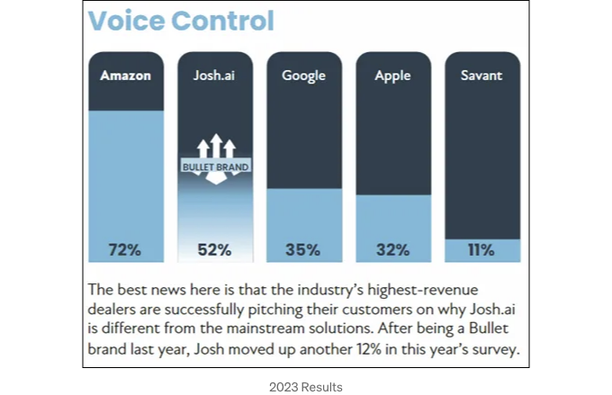 Voice Control
Amazon Josh.ai Google Apple Savant
BULLET BRAND
72% 52% 35% 32% 11%
The best news here is that the industry's highest-revenue
dealers are successfully pitching their customers on why Josh.ai
is different from the mainstream solutions. After being a Bullet
brand last year, Josh moved up another 12% in this year's survey.
2023 Results